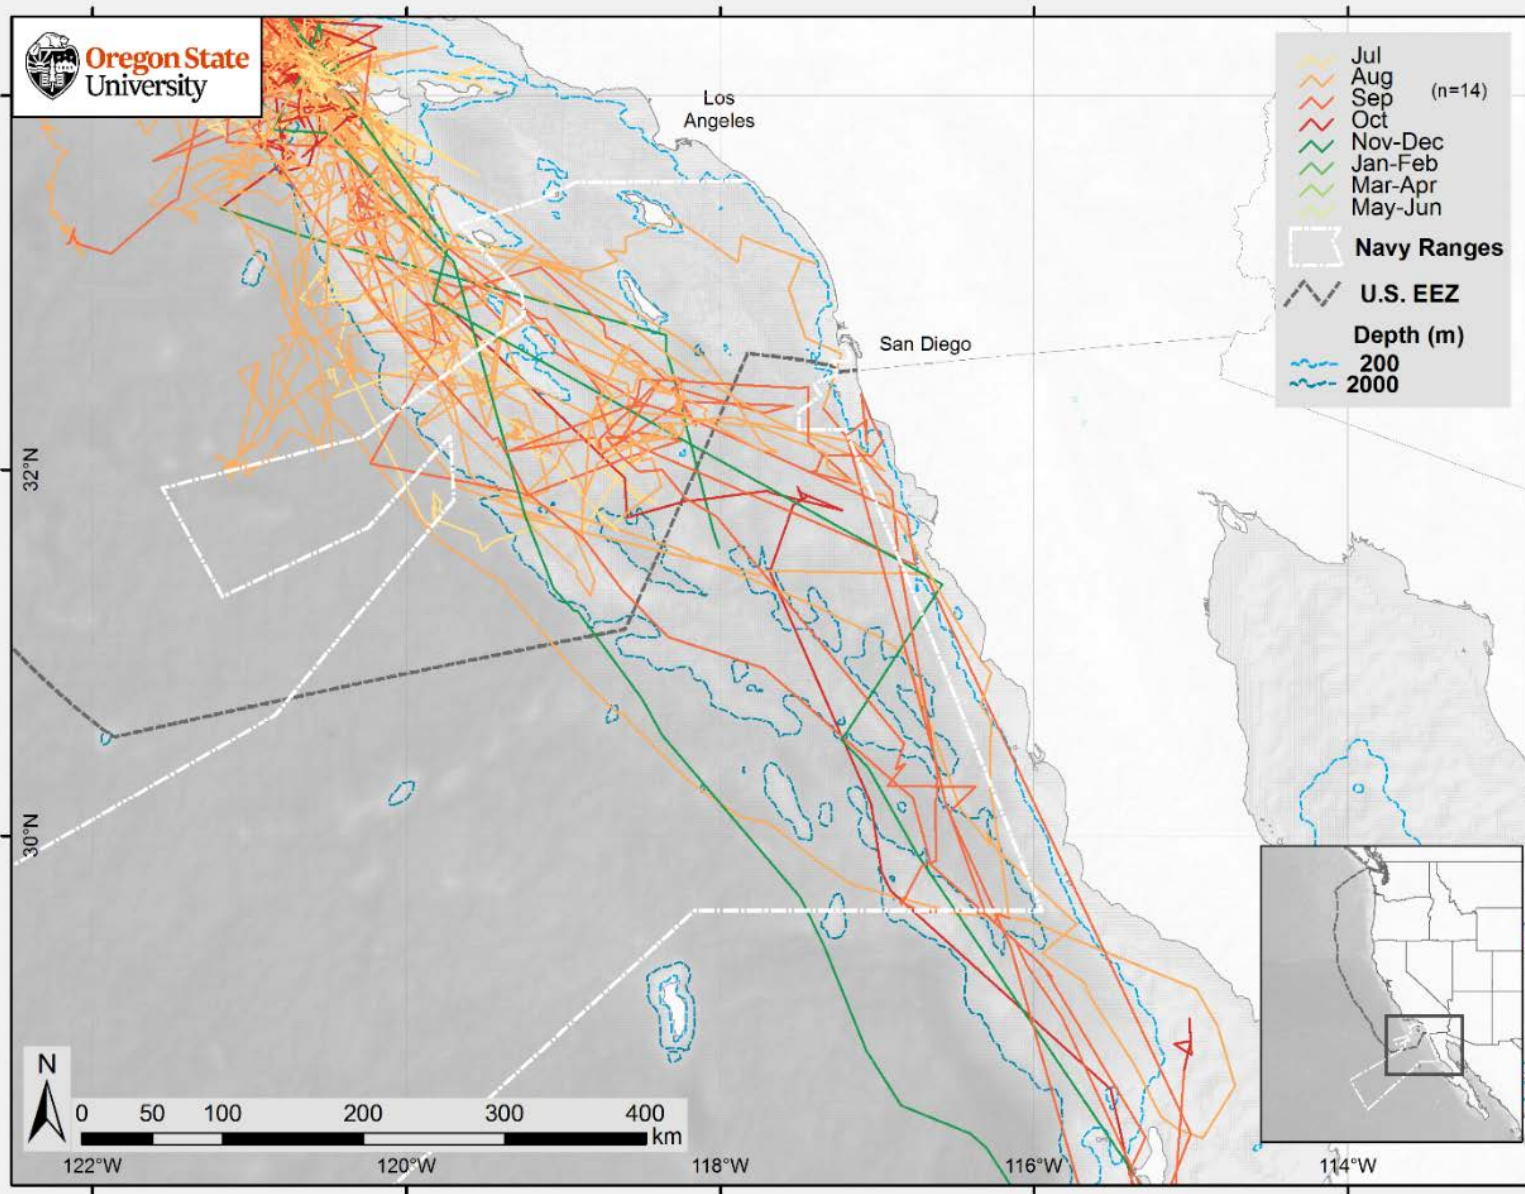 Oregon State
University
Los
Angeles
San Diego
Jul
Aug
Sep
Oct
Nov-Dec
Jan-Feb
Mar-Apr
May-Jun
(n=14)
Navy Ranges
U.S. EEZ
Depth (m)
200
2000
32°N
30°N
N
0 50 100 200 300 400
km
122°W 120°W 118°W 116°W 114°W